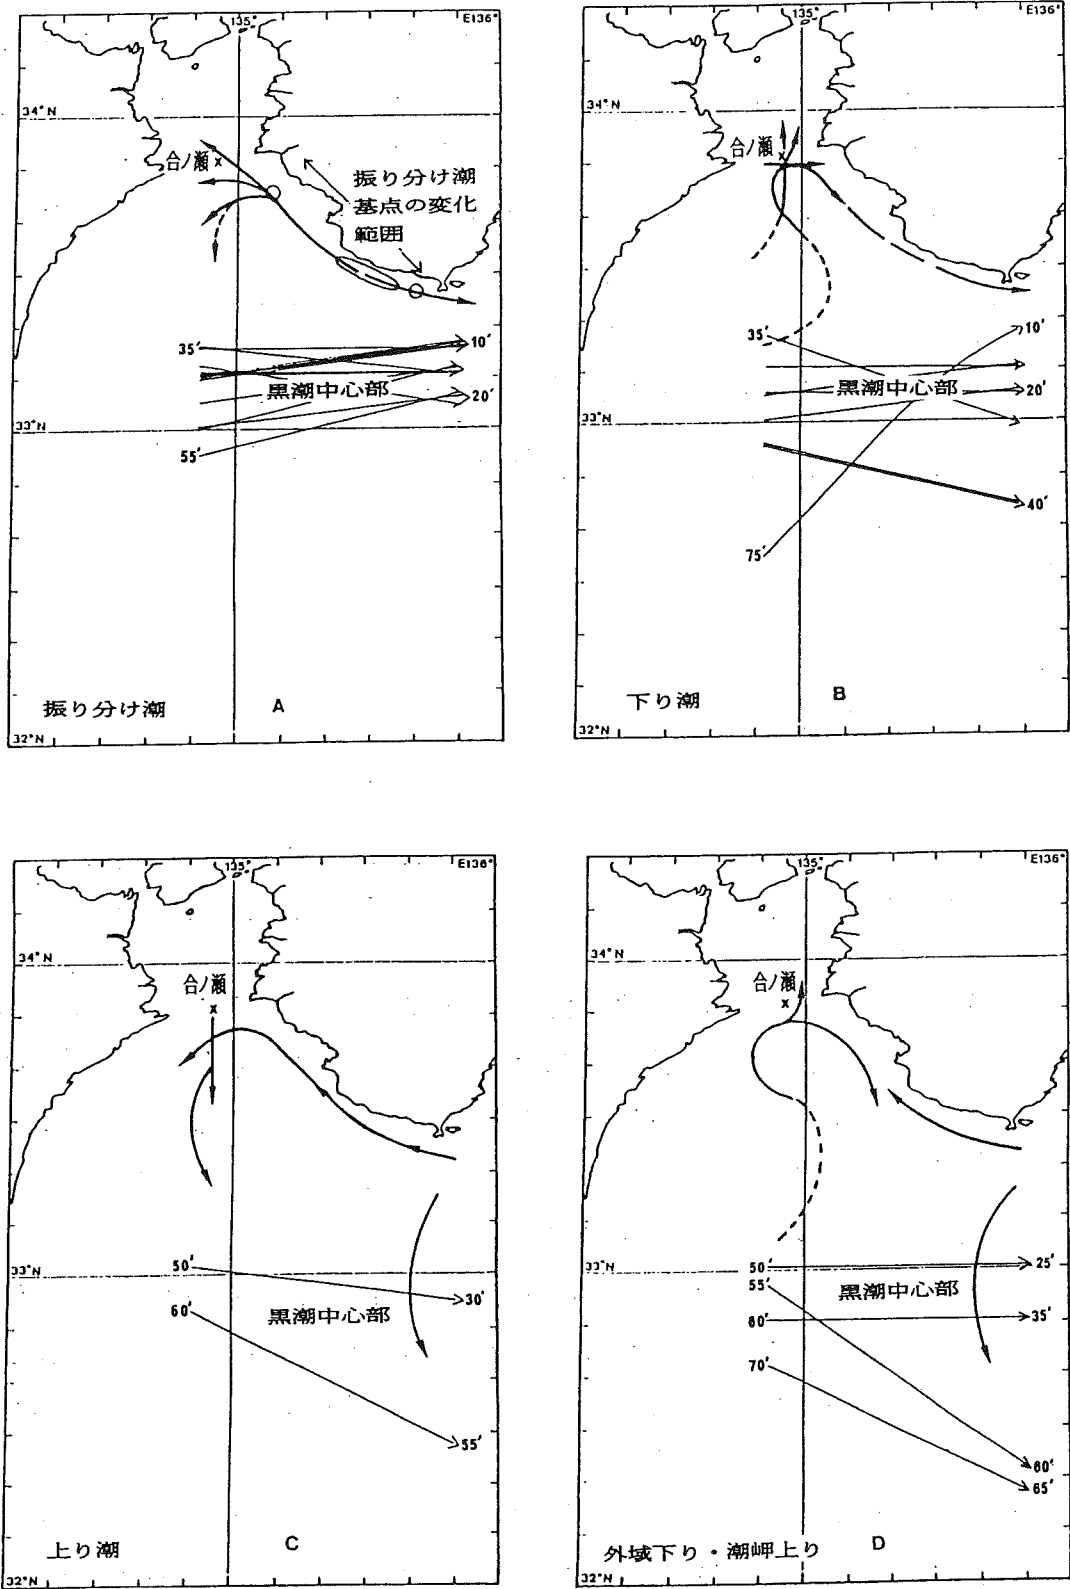 135°
E136°
34°N
合ノ瀬
振り分け潮
基点の変化
範囲
35'
10'
黒潮中心部
20'
33°N
55'
振り分け潮
A
32°N
135°
E136°
34°N
合ノ瀬
35'
10'
黒潮中心部
20'
33°N
40'
75'
下り潮
B
32°N
135°
E136°
34°N
合ノ瀬
50'
33°N
30'
60'
黒潮中心部
55'
上り潮
C
32°N
135°
E136°
34°N
合ノ瀬
33°N
50'
25'
55'
黒潮中心部
60'
35'
70'
60'
65'
外域下り・潮岬上り
D
32°N